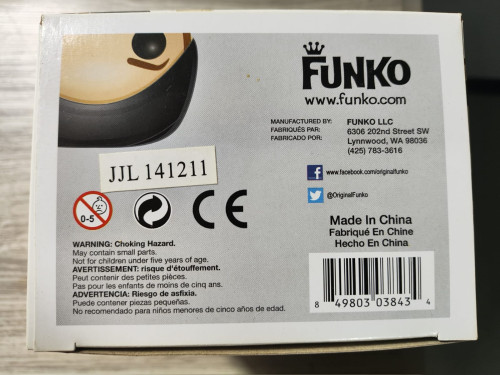 FUNKO
www.funko.com
MANUFACTURED BY: FUNKO LLC
FABRIQUÉS PAR: 6306 202nd Street SW
FABRICADO POR: Lynnwood, WA 98036
(425) 783-3616
JJL 141211
f www.facebook.com/originalfunko
@OriginalFunko
0-5
CE
Made In China
Fabriqué En Chine
Hecho En China
WARNING: Choking Hazard.
May contain small parts.
Not for children under five years of age.
AVERTISSEMENT: risque d'étouffement.
Peut contenir des petites pièces.
Pas pour les enfants de moins de cinq ans.
ADVERTENCIA: Riesgo de asfixia.
Puede contener piezas pequeñas.
No recomendado para niños menores de cinco años de edad.
8 49803 03843 4